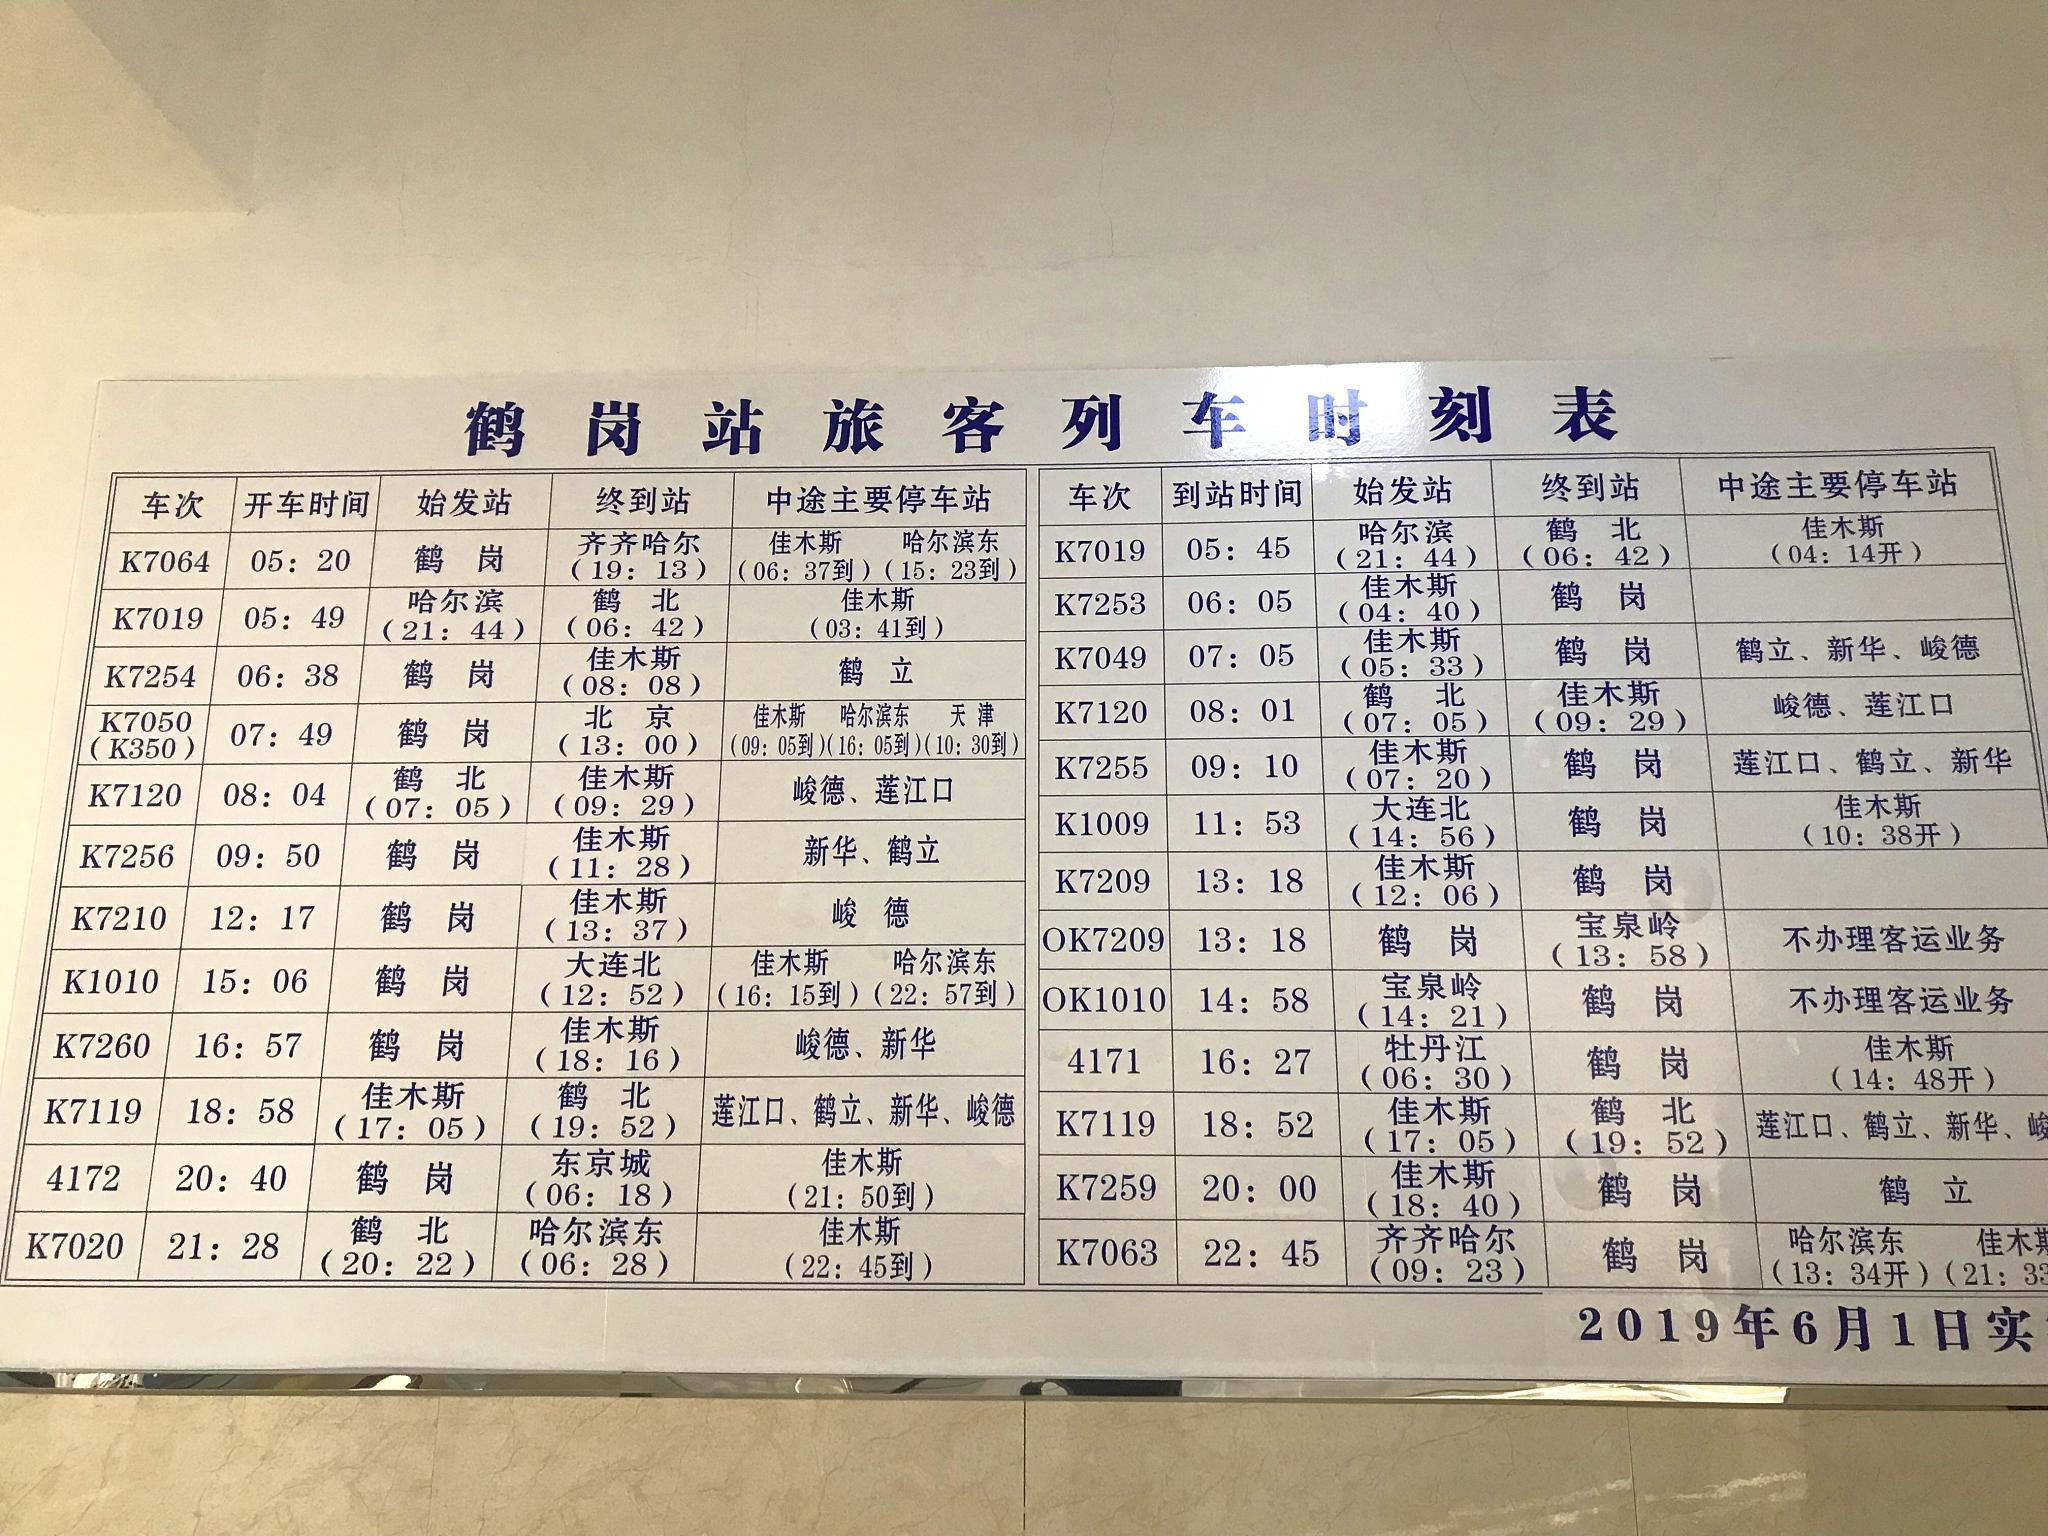 鹤岗站旅客列车时刻表
车次 开车时间 始发站 终到站 中途主要停车站
K7064 05：20 鹤岗 齐齐哈尔（19：13） 佳木斯（06：37到） 哈尔滨东（15：23到）
K7019 05：49 哈尔滨（21：44） 鹤北（06：42） 佳木斯（03：41到）
K7254 06：38 鹤岗 佳木斯（08：08） 鹤立
K7050（K350） 07：49 鹤岗 北京（13：00） 佳木斯（09：05到） 哈尔滨东（16：05到） 天津（10：30到）
K7120 08：04 鹤北（07：05） 佳木斯（09：29） 峻德、莲江口
K7256 09：50 鹤岗 佳木斯（11：28） 新华、鹤立
K7210 12：17 鹤岗 佳木斯（13：37） 峻德
K1010 15：06 鹤岗 大连北（12：52） 佳木斯（16：15到） 哈尔滨东（22：57到）
K7260 16：57 鹤岗 佳木斯（18：16） 峻德、新华
K7119 18：58 佳木斯（17：05） 鹤北（19：52） 莲江口、鹤立、新华、峻德
4172 20：40 鹤岗 东京城（06：18） 佳木斯（21：50到）
K7020 21：28 鹤北（20：22） 哈尔滨东（06：28） 佳木斯（22：45到）
车次 到站时间 始发站 终到站 中途主要停车站
K7019 05：45 哈尔滨（21：44） 鹤北（06：42） 佳木斯（04：14开）
K7253 06：05 佳木斯（04：40） 鹤岗
K7049 07：05 佳木斯（05：33） 鹤岗 鹤立、新华、峻德
K7120 08：01 鹤北（07：05） 佳木斯（09：29） 峻德、莲江口
K7255 09：10 佳木斯（07：20） 鹤岗 莲江口、鹤立、新华
K1009 11：53 大连北（14：56） 鹤岗 佳木斯（10：38开）
K7209 13：18 佳木斯（12：06） 鹤岗
OK7209 13：18 鹤岗 宝泉岭（13：58） 不办理客运业务
OK1010 14：58 宝泉岭（14：21） 鹤岗 不办理客运业务
4171 16：27 牡丹江（06：30） 鹤岗 佳木斯（14：48开）
K7119 18：52 佳木斯（17：05） 鹤北（19：52） 莲江口、鹤立、新华、峻
K7259 20：00 佳木斯（18：40） 鹤岗 鹤立
K7063 22：45 齐齐哈尔（09：23） 鹤岗 哈尔滨东（13：34开） 佳木斯（21：33
2019年6月1日实